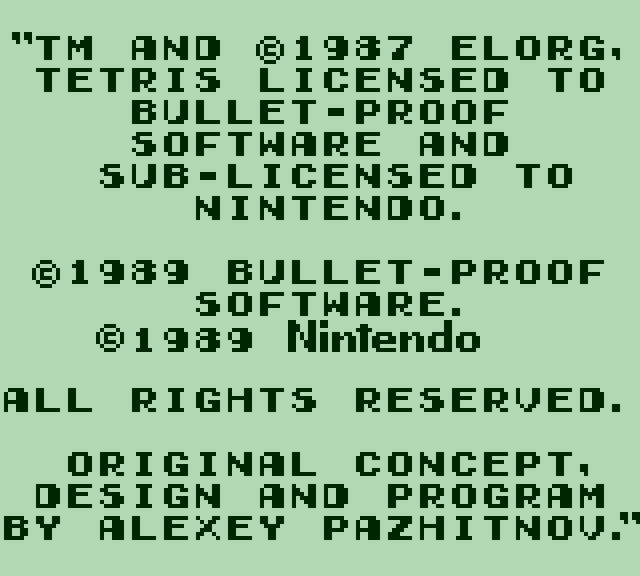 "TM AND ©1987 ELORG,
TETRIS LICENSED TO
BULLET-PROOF
SOFTWARE AND
SUB-LICENSED TO
NINTENDO.
©1989 BULLET-PROOF
SOFTWARE.
©1989 Nintendo
ALL RIGHTS RESERVED.
ORIGINAL CONCEPT,
DESIGN AND PROGRAM
BY ALEXEY PAZHITNOV."